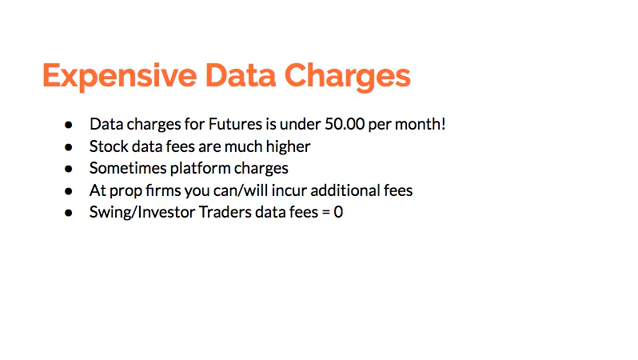 Expensive Data Charges
● Data charges for Futures is under 50.00 per month!
● Stock data fees are much higher
● Sometimes platform charges
● At prop firms you can/will incur additional fees
● Swing/Investor Traders data fees = 0